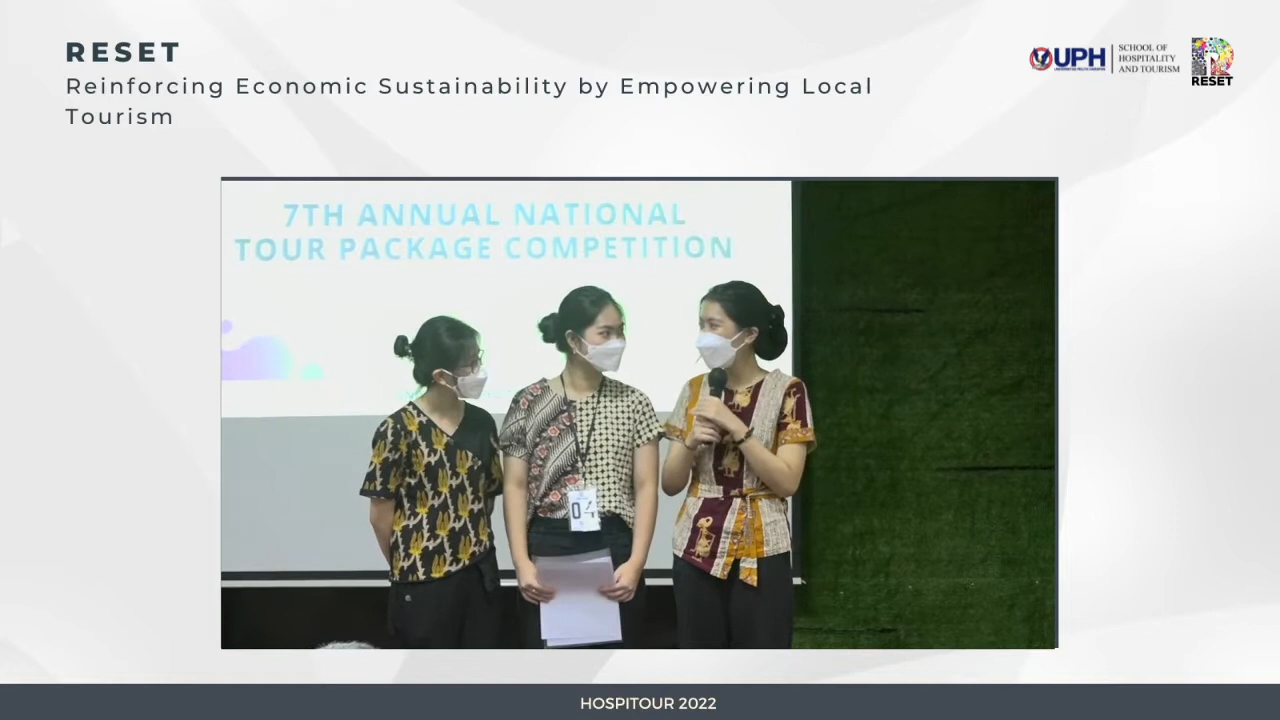 RESET
Reinforcing Economic Sustainability by Empowering Local
Tourism
UPH
SCHOOL OF
HOSPITALITY
AND TOURISM
RESET
7TH ANNUAL NATIONAL
TOUR PACKAGE COMPETITION
04
HOSPITOUR 2022